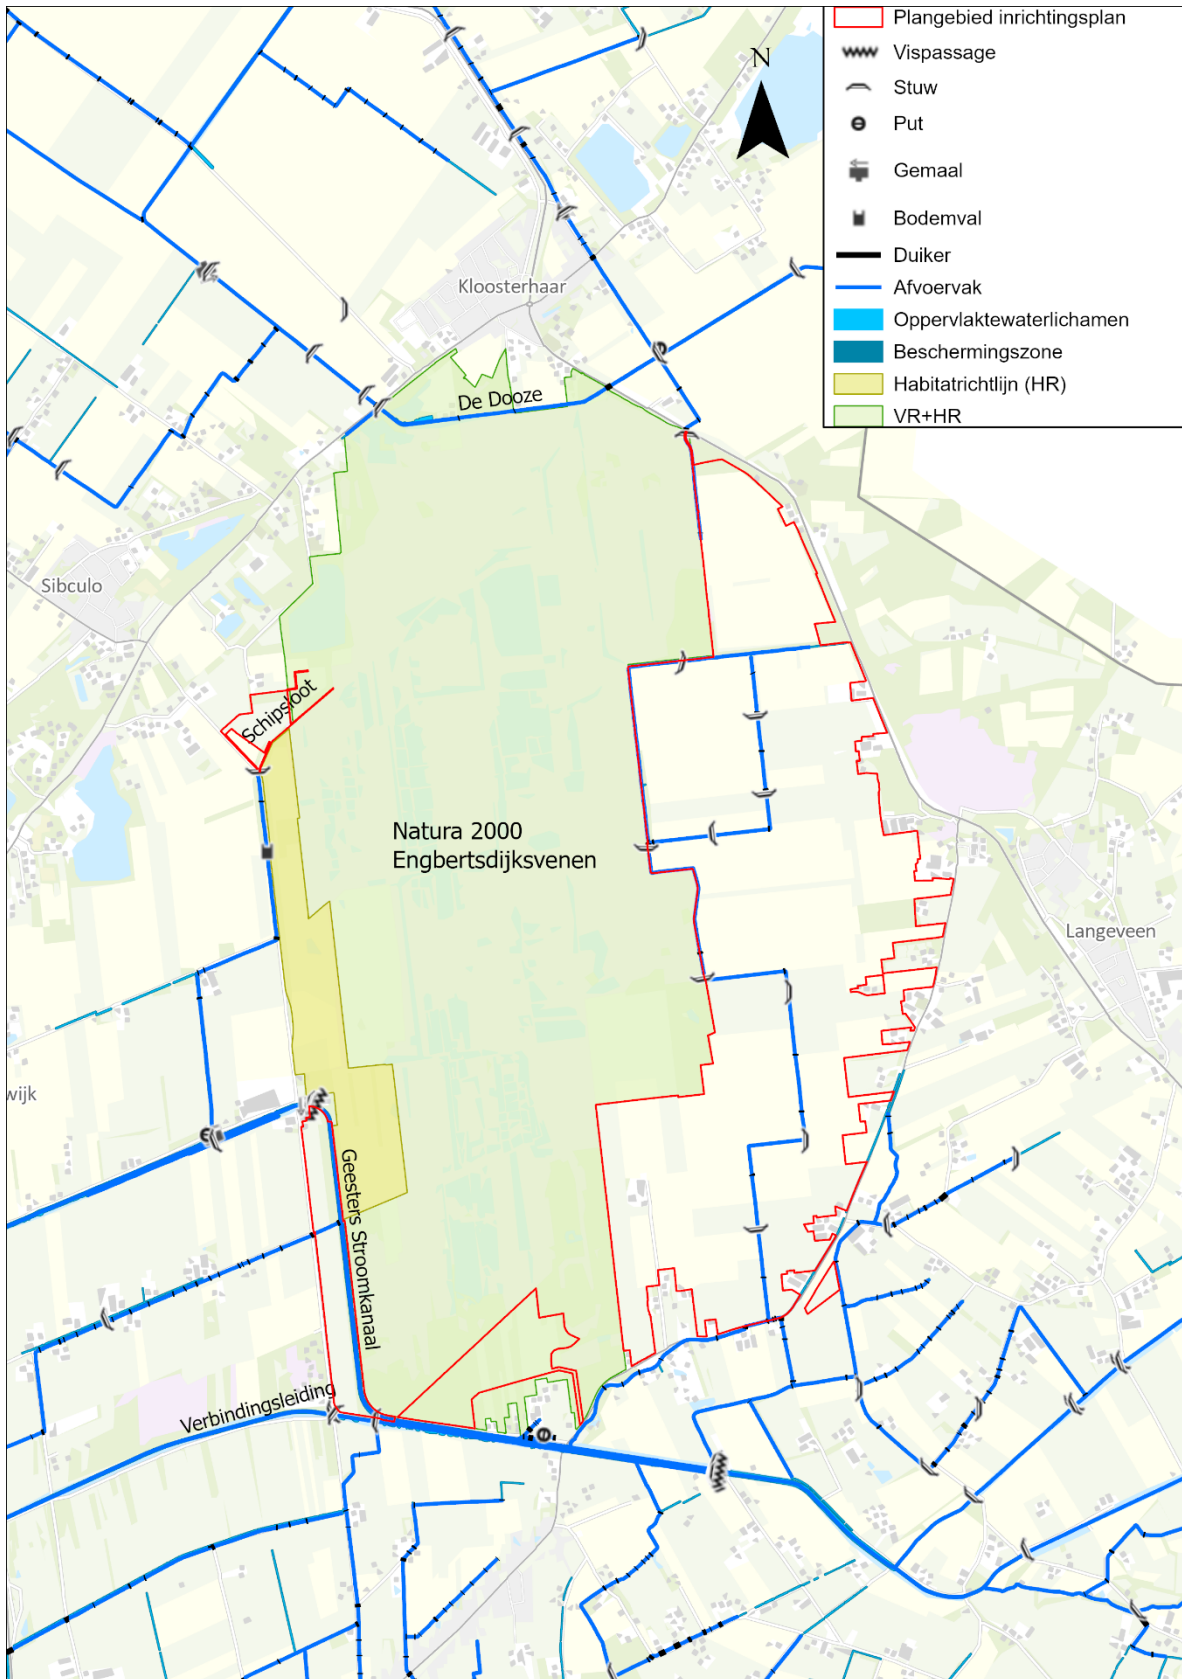 Plangebied inrichtingsplan
Vispassage
Stuw
Put
Gemaal
Bodemval
Duiker
Afvoervak
Oppervlaktewaterlichamen
Beschermingszone
Habitatrichtlijn (HR)
VR+HR
N
Kloosterhaar
De Dooze
Sibculo
Schipsloot
Natura 2000
Engbertsdijksvenen
Langeveen
wijk
Geesters Stroomkanaal
Verbindingsleiding